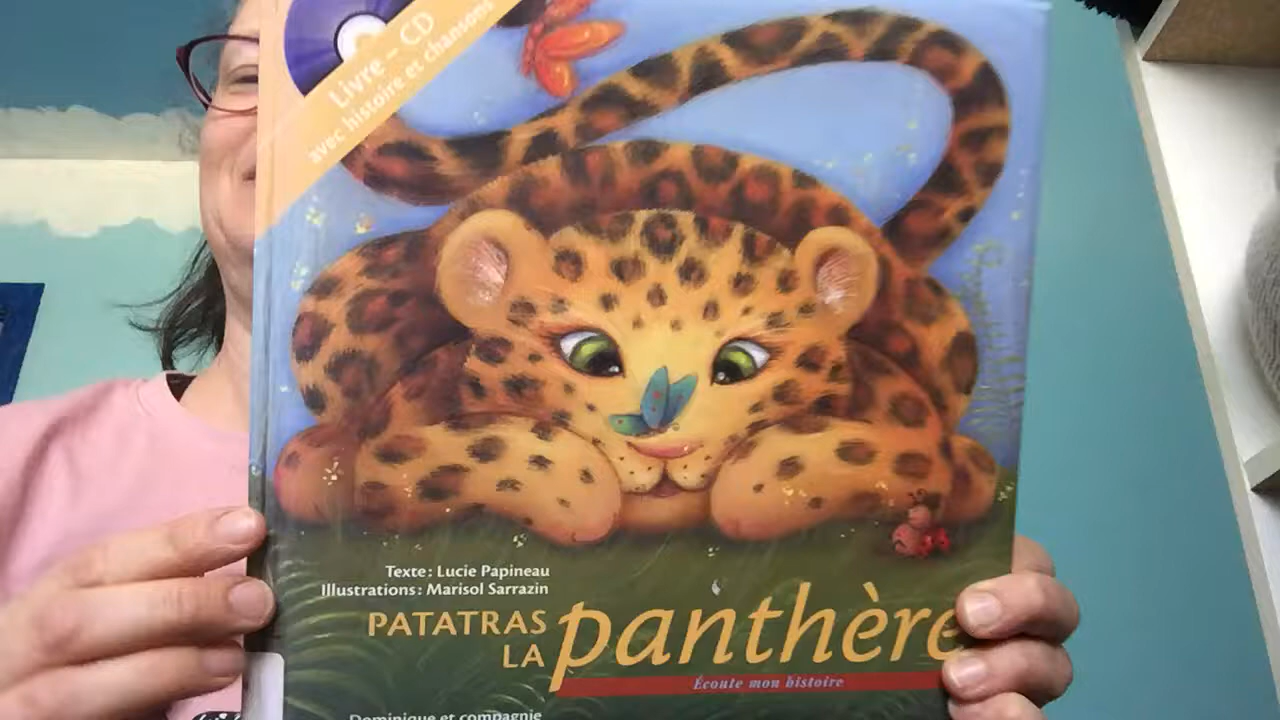 Livre – CD
avec histoire et chansons
Texte : Lucie Papineau
Illustrations : Marisol Sarrazin
PATATRAS
LA panthère
Écoute mon histoire
Dominique et compagnie